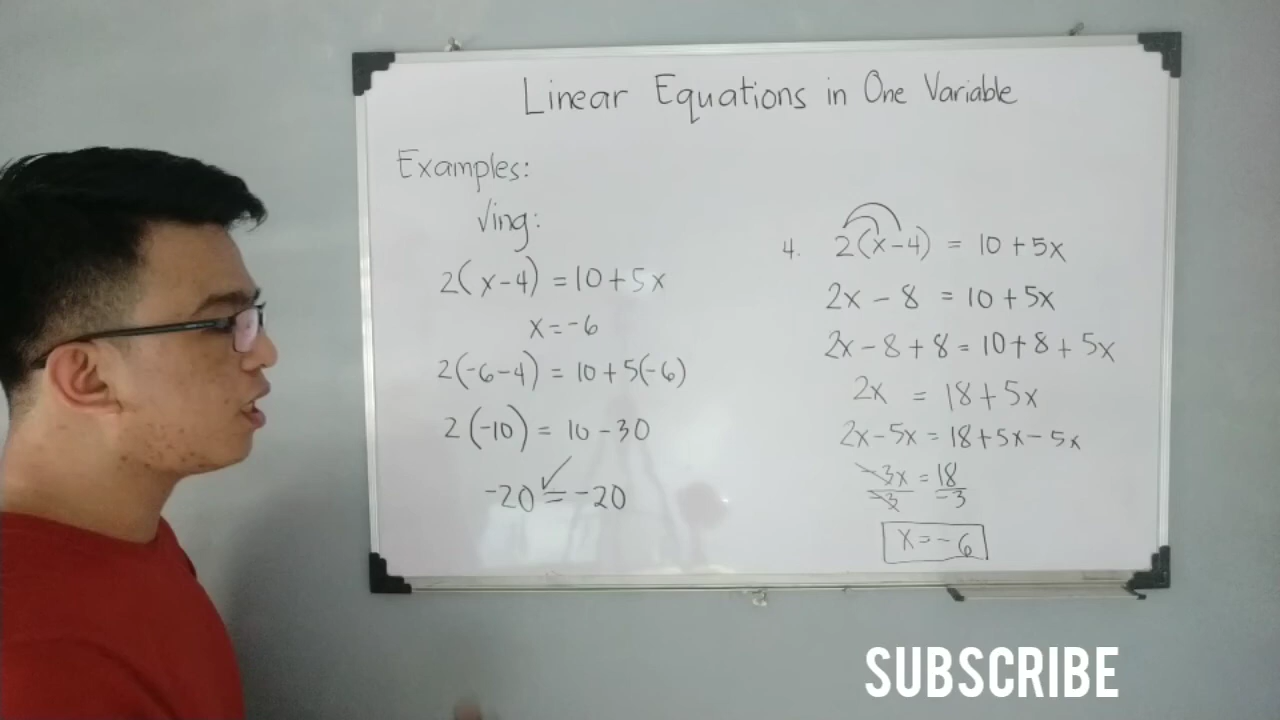 Linear Equations in One Variable
Examples:
√ing:
2(x-4) = 10+5x
x=-6
2(-6-4) = 10+5(-6)
2(-10) = 10-30
-20 = -20 ✓
4. 2(x-4) = 10+5x
2x - 8 = 10+5x
2x-8+8 = 10+8+5x
2x = 18+5x
2x-5x = 18+5x-5x
-3x/-3 = 18/-3
x=-6
SUBSCRIBE